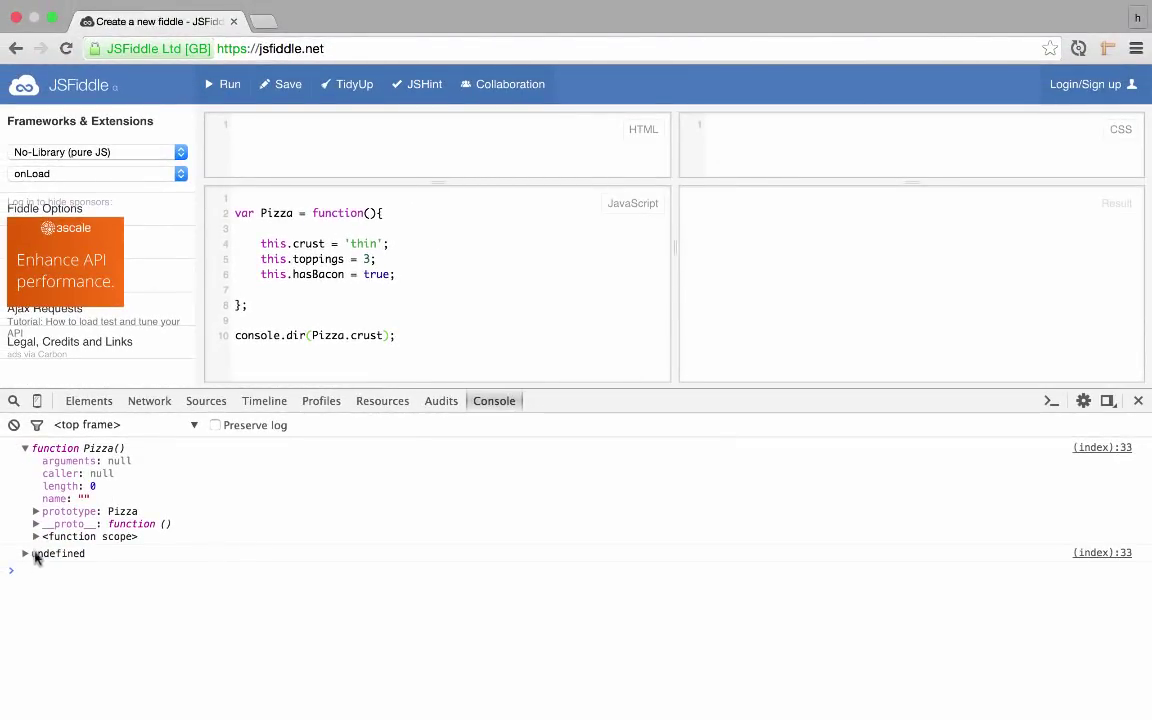 Create a new fiddle - JSFidd
h
JSFiddle Ltd [GB] https://jsfiddle.net
JSFiddle α Run Save TidyUp JSHint Collaboration Login/Sign up
Frameworks & Extensions
No-Library (pure JS)
onLoad
Log in to hide sponsors:
Fiddle Options
3scale
Enhance API
performance.
Ajax Requests
Tutorial: How to load test and tune your
API
Legal, Credits and Links
ads via Carbon
1
HTML
1
CSS
1
2 var Pizza = function(){
3
4 this.crust = 'thin';
5 this.toppings = 3;
6 this.hasBacon = true;
7
8 };
9
10 console.dir(Pizza.crust);
JavaScript
Result
Elements Network Sources Timeline Profiles Resources Audits Console
<top frame> Preserve log
function Pizza() (index):33
arguments: null
caller: null
length: 0
name: ""
prototype: Pizza
__proto__: function ()
<function scope>
undefined (index):33